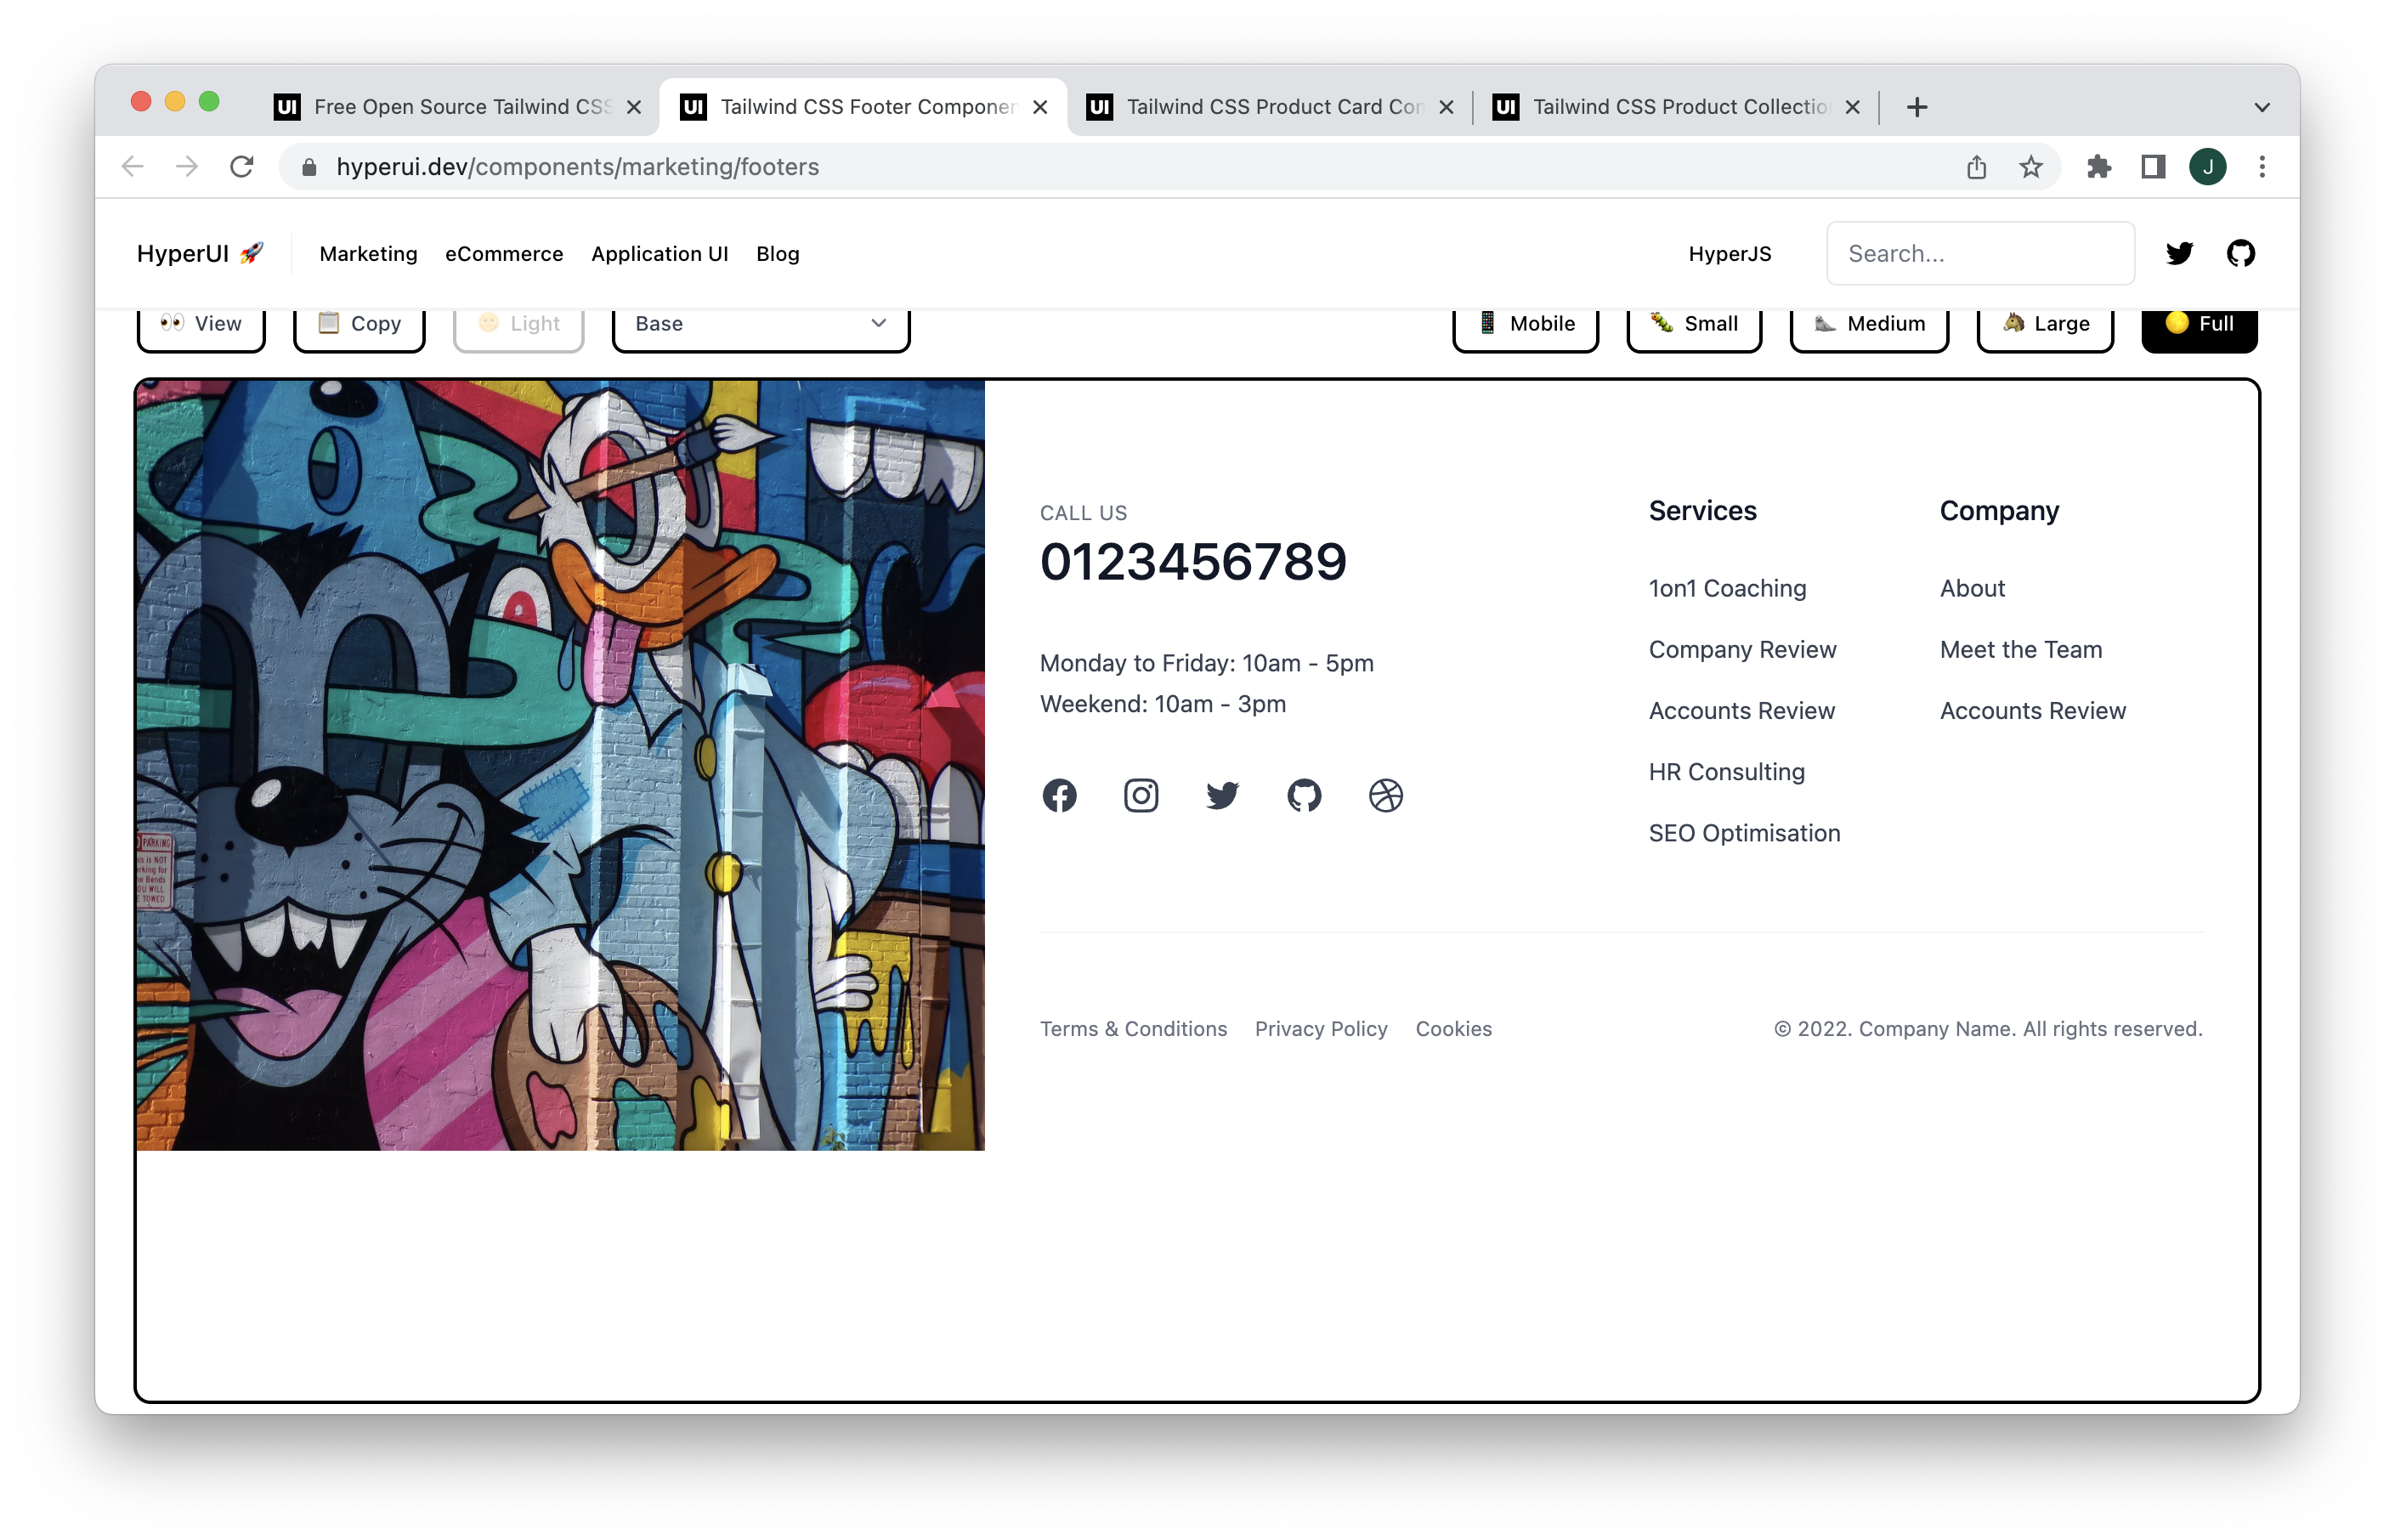 UI Free Open Source Tailwind CSS
UI Tailwind CSS Footer Componen
UI Tailwind CSS Product Card Con
UI Tailwind CSS Product Collectio
hyperui.dev/components/marketing/footers
J
HyperUI 🚀 Marketing eCommerce Application UI Blog HyperJS Search...
View Copy Light Base Mobile Small Medium Large Full
CALL US
0123456789
Monday to Friday: 10am - 5pm
Weekend: 10am - 3pm
Services
1on1 Coaching
Company Review
Accounts Review
HR Consulting
SEO Optimisation
Company
About
Meet the Team
Accounts Review
PARKING
is NOT
rking for
e Bends
OU WILL
TOWED
Terms & Conditions Privacy Policy Cookies © 2022. Company Name. All rights reserved.